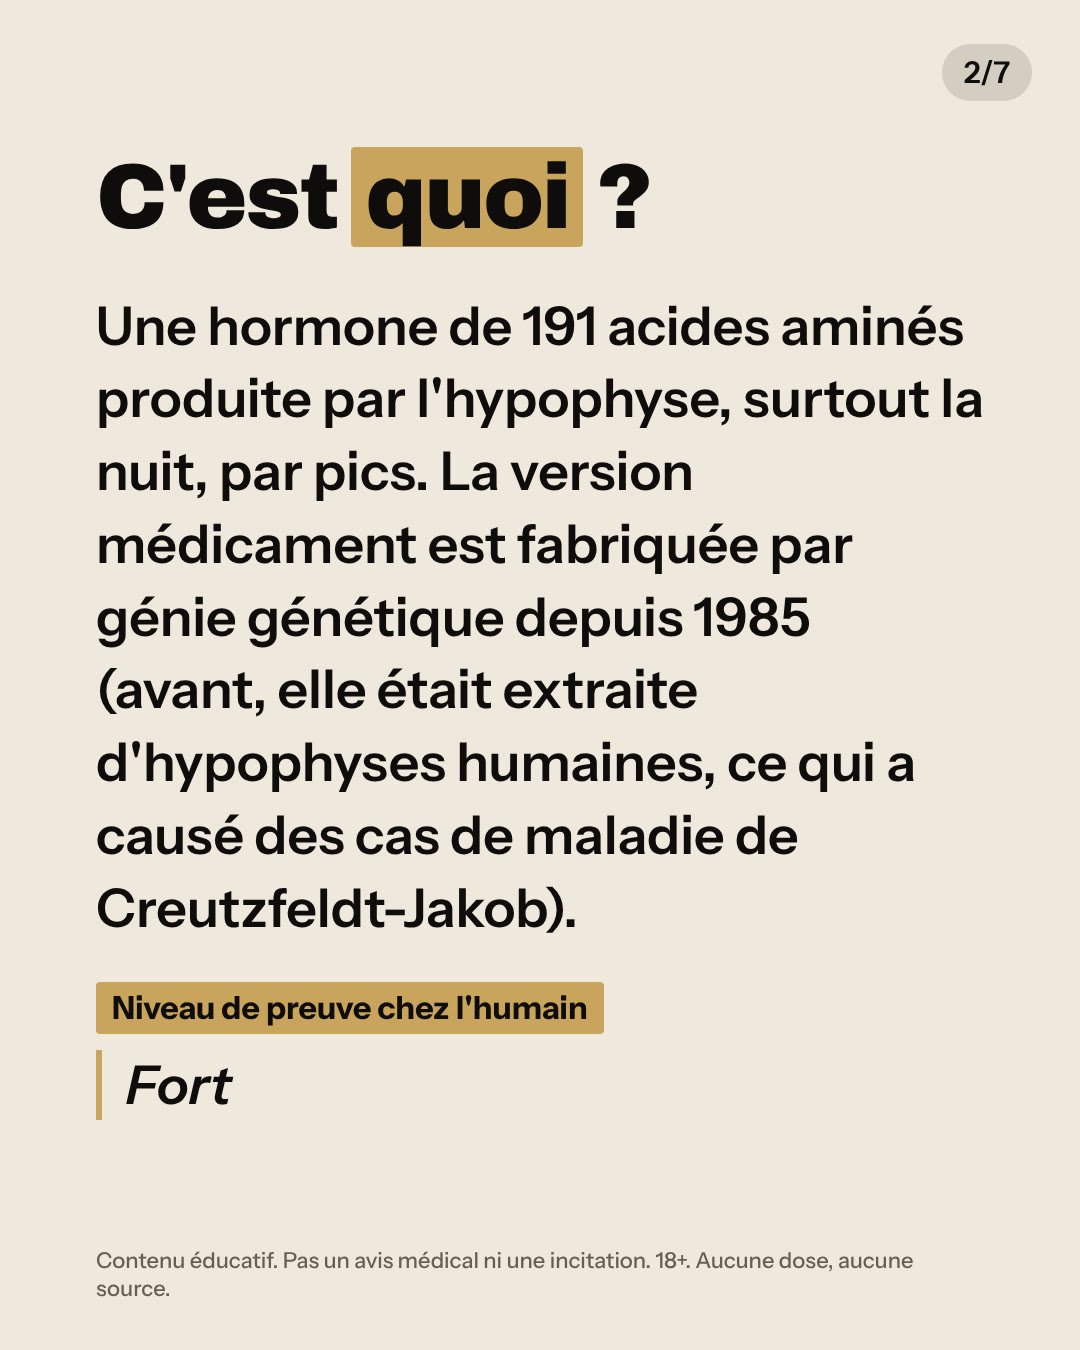 2/7
C'est quoi ?
Une hormone de 191 acides aminés
produite par l'hypophyse, surtout la
nuit, par pics. La version
médicament est fabriquée par
génie génétique depuis 1985
(avant, elle était extraite
d'hypophyses humaines, ce qui a
causé des cas de maladie de
Creutzfeldt-Jakob).
Niveau de preuve chez l'humain
Fort
Contenu éducatif. Pas un avis médical ni une incitation. 18+. Aucune dose, aucune
source.